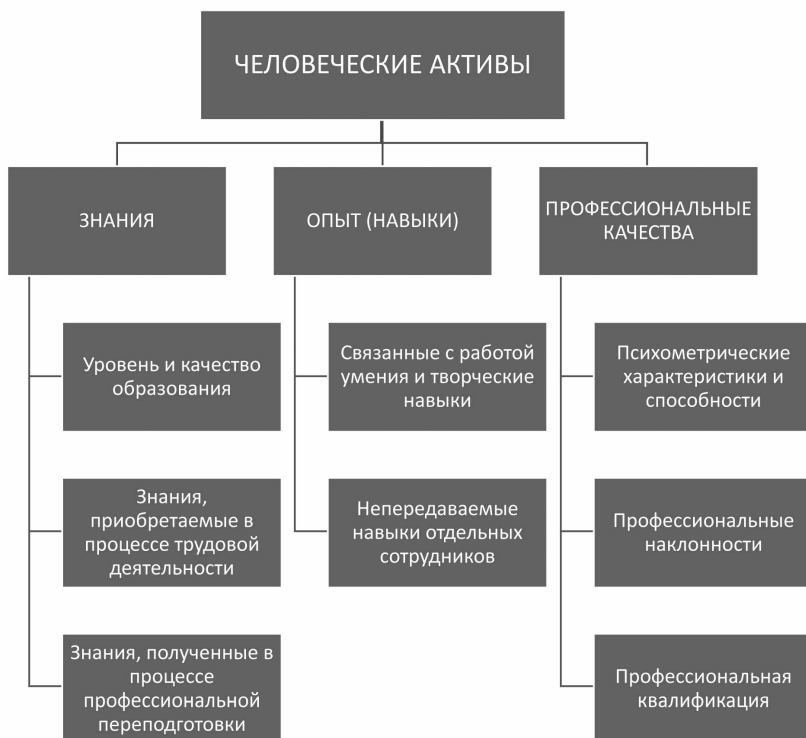 ЧЕЛОВЕЧЕСКИЕ АКТИВЫ
ЗНАНИЯ
Уровень и качество
образования
Знания,
приобретаемые в
процессе трудовой
деятельности
Знания, полученные в
процессе
профессиональной
переподготовки
ОПЫТ (НАВЫКИ)
Связанные с работой
умения и творческие
навыки
Непередаваемые
навыки отдельных
сотрудников
ПРОФЕССИОНАЛЬНЫЕ
КАЧЕСТВА
Психометрические
характеристики и
способности
Профессиональные
наклонности
Профессиональная
квалификация